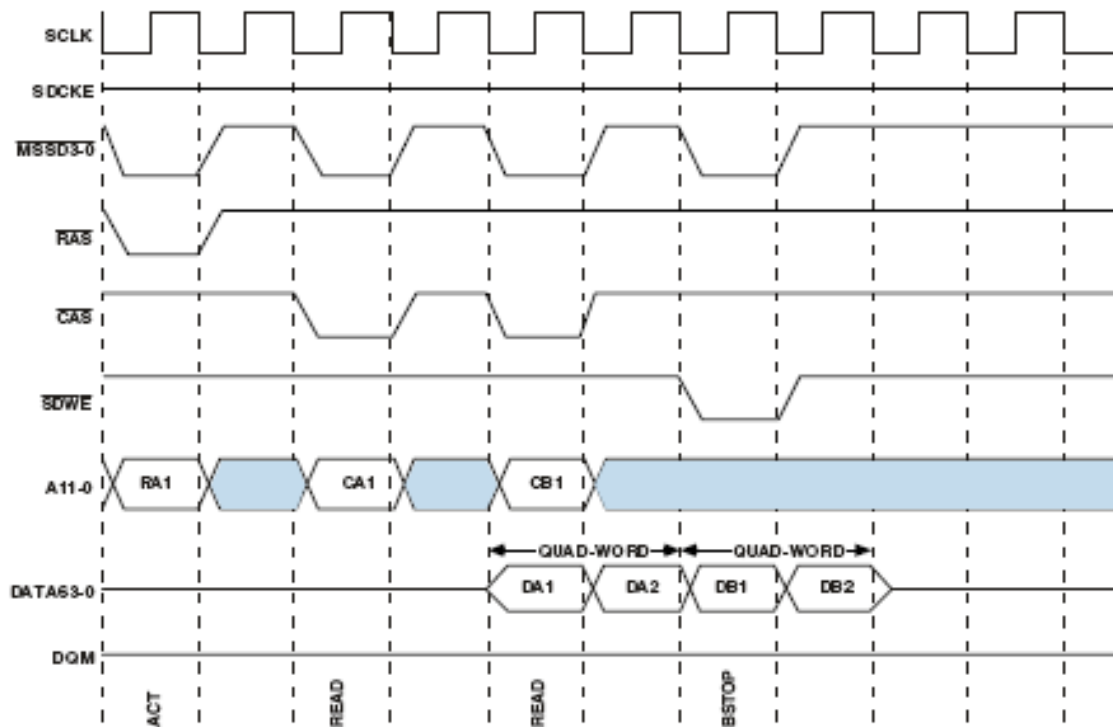 SCLK
SDCKE
MSSD3-0
RAS
CAS
SDWE
A11-0 RA1 CA1 CB1
QUAD-WORD QUAD-WORD
DATA63-0 DA1 DA2 DB1 DB2
DQM
ACT READ READ BSTOP